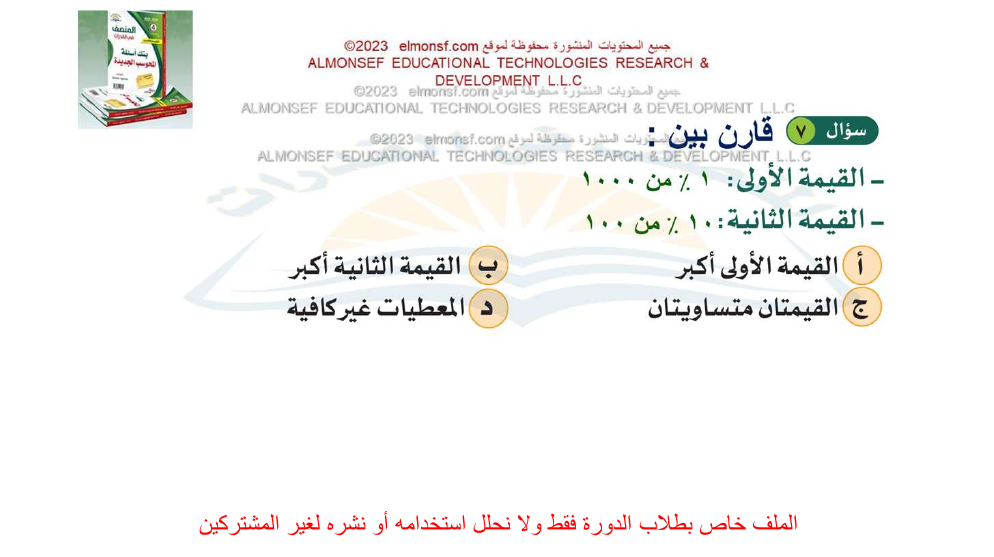 جميع المحتويات المنشورة محفوظة لموقع elmonsf.com ©2023
ALMONSEF EDUCATIONAL TECHNOLOGIES RESEARCH &
DEVELOPMENT L.L.C
جميع المحتويات المنشورة محفوظة لموقع elmonsf.com ©2023
ALMONSEF EDUCATIONAL TECHNOLOGIES RESEARCH & DEVELOPMENT L.L.C
سؤال ٧ قارن بين :
جميع المحتويات المنشورة محفوظة لموقع elmonsf.com ©2023
ALMONSEF EDUCATIONAL TECHNOLOGIES RESEARCH & DEVELOPMENT L.L.C
- القيمة الأولى: ١ ٪ من ١٠٠٠
- القيمة الثانية: ١٠ ٪ من ١٠٠
أ القيمة الأولى أكبر
ب القيمة الثانية أكبر
ج القيمتان متساويتان
د المعطيات غير كافية
المنصف
بنك أسئلة
المحوسب الجديدة
الملف خاص بطلاب الدورة فقط ولا نحلل استخدامه أو نشره لغير المشتركين